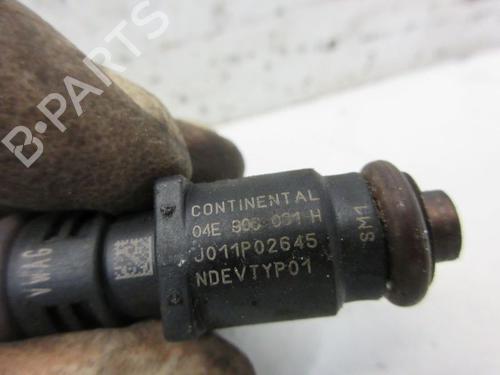 CONTINENTAL
04E 906 031 H
J011P02645
NDEVTYP01
SM1
VWAG
B-PARTS